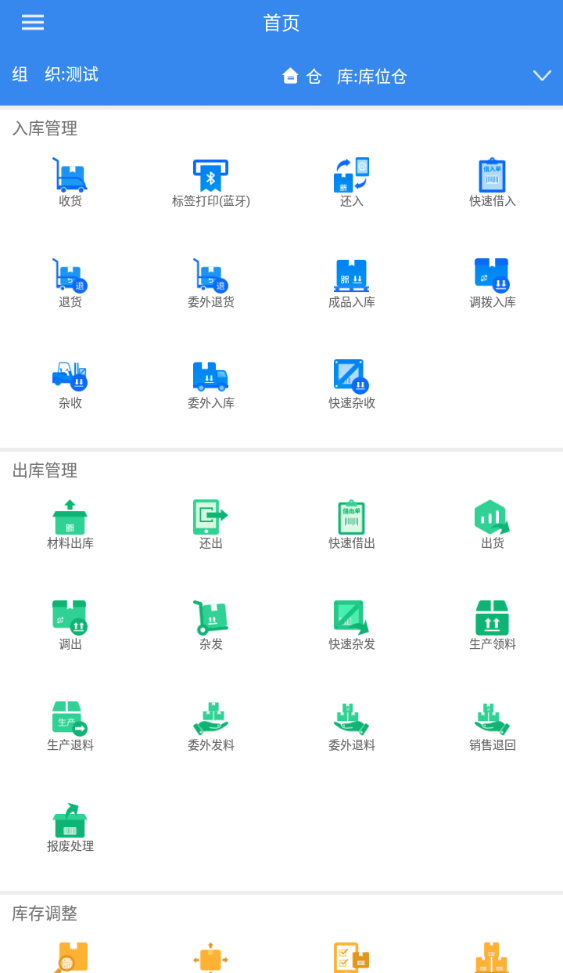 首页
组 织:测试 仓 库:库位仓
入库管理
收货 标签打印(蓝牙) 还入 快速借入
退货 委外退货 成品入库 调拨入库
杂收 委外入库 快速杂收
出库管理
材料出库 还出 快速借出 出货
调出 杂发 快速杂发 生产领料
生产退料 委外发料 委外退料 销售退回
报废处理
库存调整